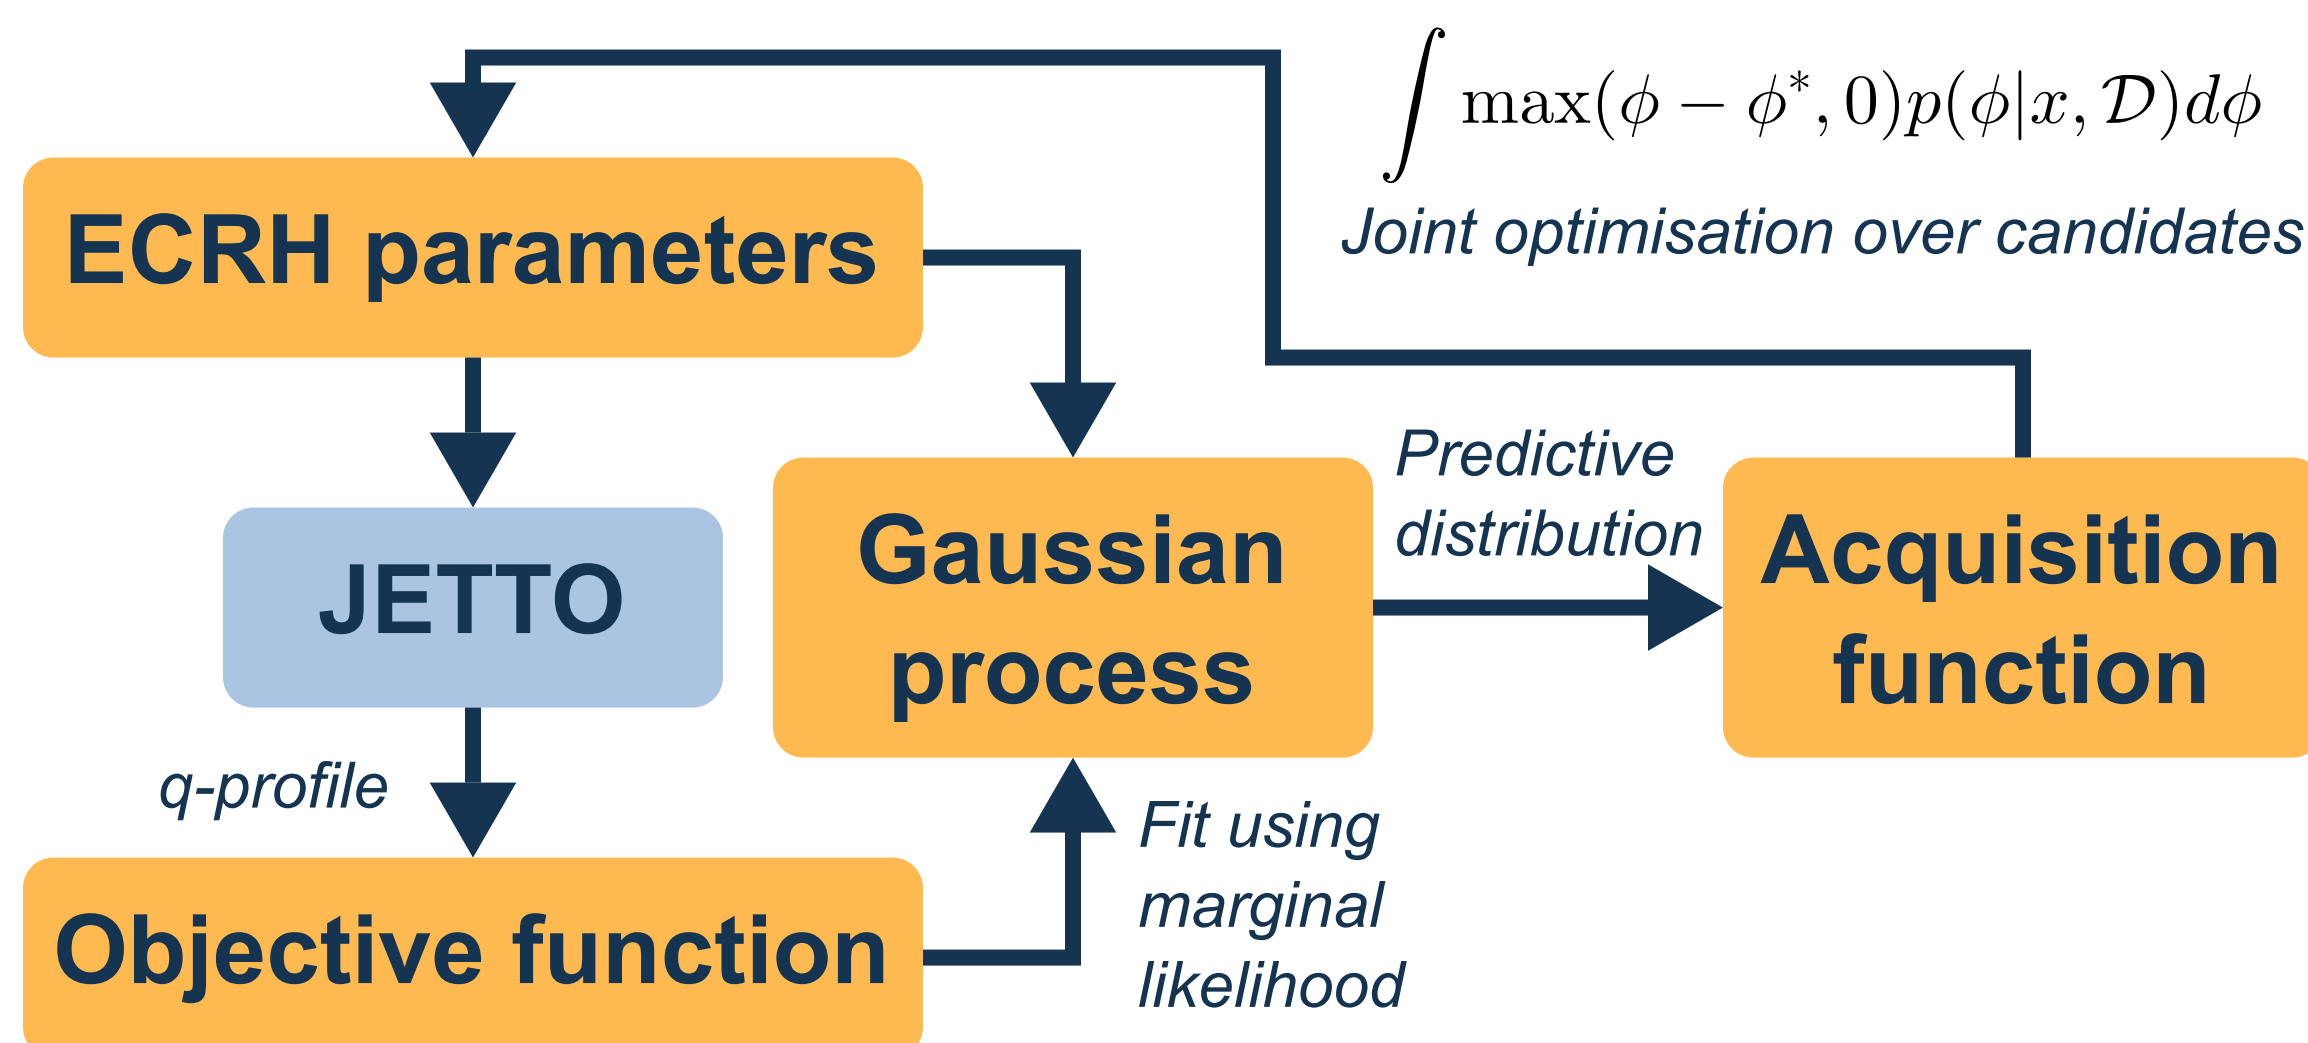 ∫ max(ϕ − ϕ*, 0)p(ϕ|x, 𝒟)dϕ
Joint optimisation over candidates
ECRH parameters
Predictive
distribution
JETTO
Gaussian
process
Acquisition
function
q-profile
Fit using
marginal
likelihood
Objective function